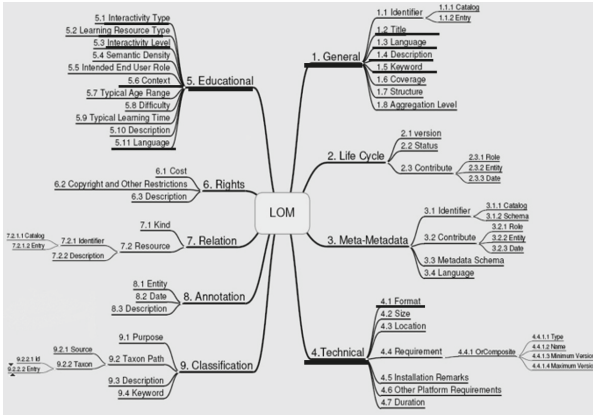 LOM
1. General
1.1 Identifier
1.1.1 Catalog
1.1.2 Entry
1.2 Title
1.3 Language
1.4 Description
1.5 Keyword
1.6 Coverage
1.7 Structure
1.8 Aggregation Level
2. Life Cycle
2.1 version
2.2 Status
2.3 Contribute
2.3.1 Role
2.3.2 Entity
2.3.3 Date
3. Meta-Metadata
3.1 Identifier
3.1.1 Catalog
3.1.2 Schema
3.2 Contribute
3.2.1 Role
3.2.2 Entity
3.2.3 Date
3.3 Metadata Schema
3.4 Language
4.Technical
4.1 Format
4.2 Size
4.3 Location
4.4 Requirement
4.4.1 OrComposite
4.4.1.1 Type
4.4.1.2 Name
4.4.1.3 Minimum Versio
4.4.1.4 Maximum Versio
4.5 Installation Remarks
4.6 Other Platform Requirements
4.7 Duration
5. Educational
5.1 Interactivity Type
5.2 Learning Resource Type
5.3 Interactivity Level
5.4 Semantic Density
5.5 Intended End User Role
5.6 Context
5.7 Typical Age Range
5.8 Difficulty
5.9 Typical Learning Time
5.10 Description
5.11 Language
6. Rights
6.1 Cost
6.2 Copyright and Other Restrictions
6.3 Description
7. Relation
7.1 Kind
7.2 Resource
7.2.1 Identifier
7.2.1.1 Catalog
7.2.1.2 Entry
7.2.2 Description
8. Annotation
8.1 Entity
8.2 Date
8.3 Description
9. Classification
9.1 Purpose
9.2 Taxon Path
9.2.1 Source
9.2.2 Taxon
9.2.2.1 Id
9.2.2.2 Entry
9.3 Description
9.4 Keyword